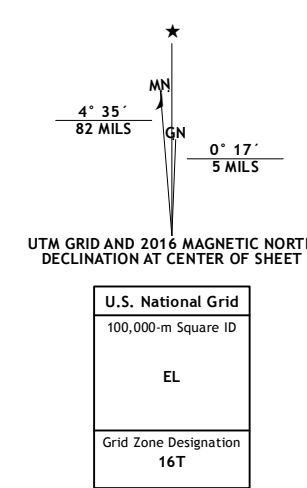 ★
MN
4° 35´
82 MILS
GN
0° 17´
5 MILS
UTM GRID AND 2016 MAGNETIC NORTH
DECLINATION AT CENTER OF SHEET
U.S. National Grid
100,000-m Square ID
EL
Grid Zone Designation
16T